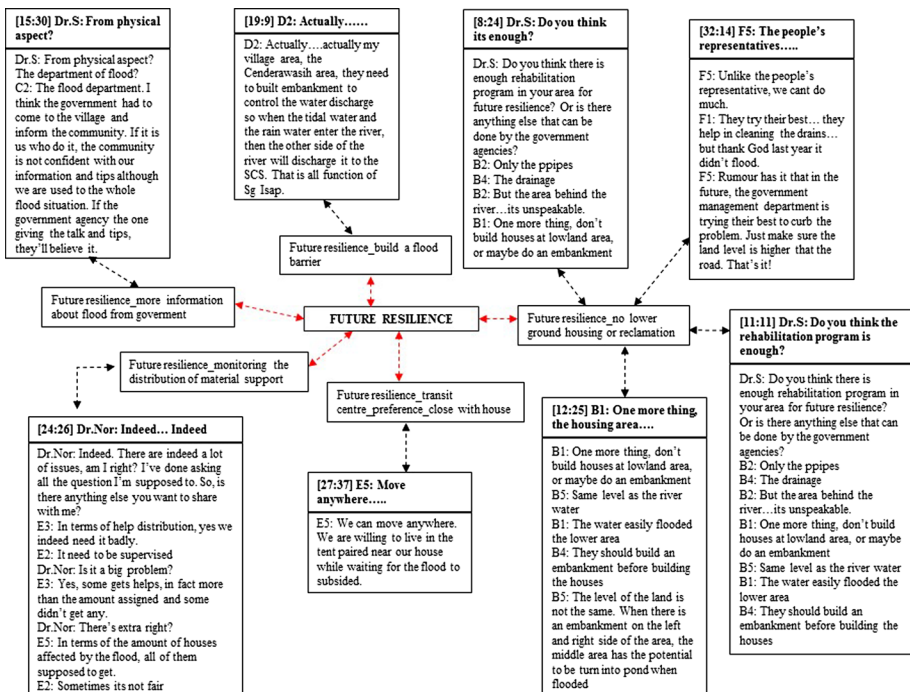 [15:30] Dr.S: From physical
aspect?
Dr.S: From physical aspect?
The department of flood?
C2: The flood department. I
think the government had to
come to the village and
inform the community. If it is
us who do it, the community
is not confident with our
information and tips although
we are used to the whole
flood situation. If the
government agency the one
giving the talk and tips,
they'll believe it.
[19:9] D2: Actually......
D2: Actually….actually my
village area, the
Cenderawasih area, they need
to built embankment to
control the water discharge
so when the tidal water and
the rain water enter the river,
then the other side of the
river will discharge it to the
SCS. That is all function of
Sg Isap.
[8:24] Dr.S: Do you think
its enough?
Dr.S: Do you think there is
enough rehabilitation
program in your area for
future resilience? Or is there
anything else that can be
done by the government
agencies?
B2: Only the ppipes
B4: The drainage
B2: But the area behind the
river…its unspeakable.
B1: One more thing, don't
build houses at lowland area,
or maybe do an embankment
[32:14] F5: The people's
representatives…..
F5: Unlike the people's
representative, we cant do
much.
F1: They try their best… they
help in cleaning the drains…
but thank God last year it
didn't flood.
F5: Rumour has it that in the
future, the government
management department is
trying their best to curb the
problem. Just make sure the
land level is higher that the
road. That's it!
Future resilience_build a flood
barrier
Future resilience_more information
about flood from goverment
FUTURE RESILIENCE
Future resilience_no lower
ground housing or reclamation
Future resilience_monitoring the
distribution of material support
Future resilience_transit
centre_preference_close with house
[24:26] Dr.Nor: Indeed… Indeed
Dr.Nor: Indeed. There are indeed a lot
of issues, am I right? I've done asking
all the question I'm supposed to. So, is
there anything else you want to share
with me?
E3: In terms of help distribution, yes we
indeed need it badly.
E2: It need to be supervised
Dr.Nor: Is it a big problem?
E3: Yes, some gets helps, in fact more
than the amount assigned and some
didn't get any.
Dr.Nor: There's extra right?
E5: In terms of the amount of houses
affected by the flood, all of them
supposed to get.
E2: Sometimes its not fair
[27:37] E5: Move
anywhere…..
E5: We can move anywhere.
We are willing to live in the
tent paired near our house
while waiting for the flood to
subsided.
[12:25] B1: One more thing,
the housing area….
B1: One more thing, don't
build houses at lowland area,
or maybe do an embankment
B5: Same level as the river
water
B1: The water easily flooded
the lower area
B4: They should build an
embankment before building
the houses
B5: The level of the land is
not the same. When there is
an embankment on the left
and right side of the area, the
middle area has the potential
to be turn into pond when
flooded
[11:11] Dr.S: Do you think the
rehabilitation program is
enough?
Dr.S: Do you think there is
enough rehabilitation program in
your area for future resilience?
Or is there anything else that can
be done by the government
agencies?
B2: Only the ppipes
B4: The drainage
B2: But the area behind the
river…its unspeakable.
B1: One more thing, don't build
houses at lowland area, or maybe
do an embankment
B5: Same level as the river water
B1: The water easily flooded the
lower area
B4: They should build an
embankment before building the
houses